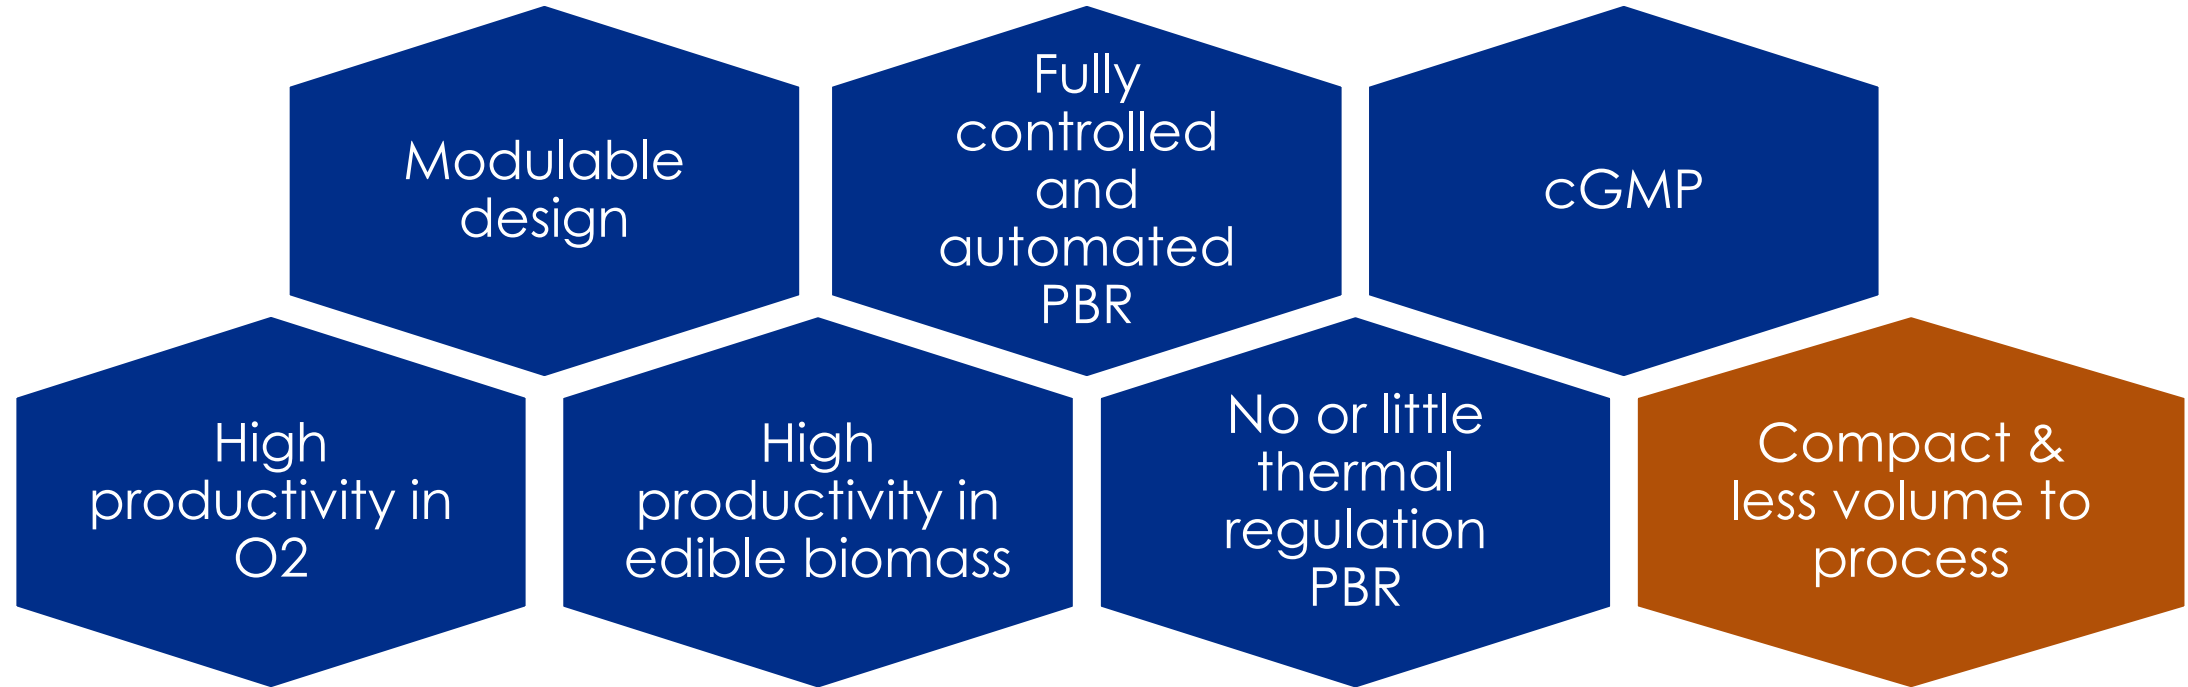 Modulable
design
Fully
controlled
and
automated
PBR
cGMP
High
productivity in
O2
High
productivity in
edible biomass
No or little
thermal
regulation
PBR
Compact &
less volume to
process